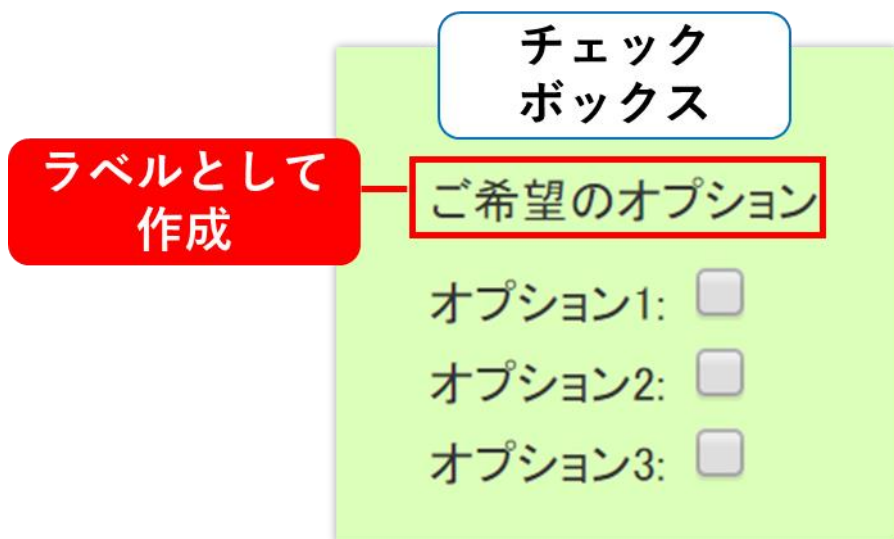 チェック
ボックス
ラベルとして
作成
ご希望のオプション
オプション1:
オプション2:
オプション3: